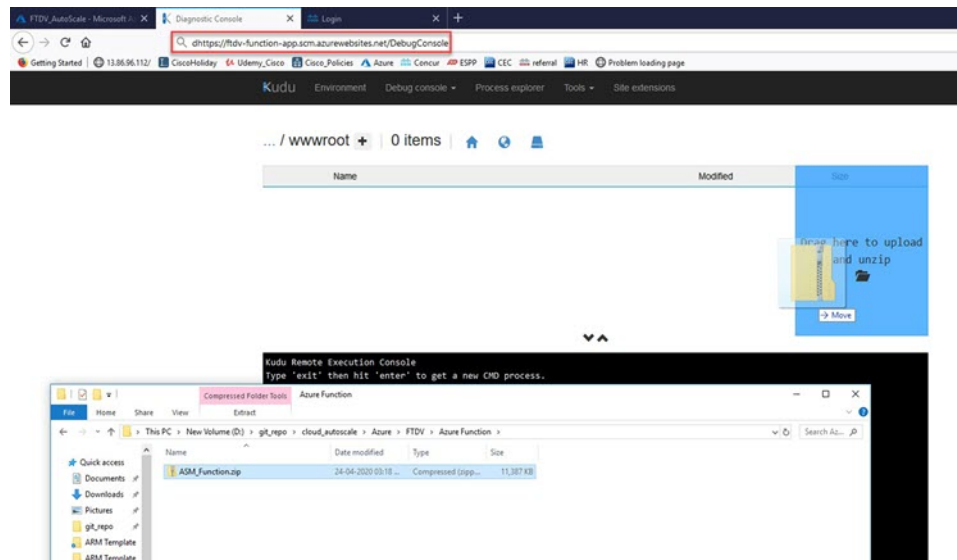 FTDV_AutoScale - Microsoft A
Diagnostic Console
Login
dhttps://ftdv-function-app.scm.azurewebsites.net/DebugConsole
Getting Started
13.86.96.112/
CiscoHoliday
Udemy_Cisco
Cisco_Policies
Azure
Concur
ESPP
CEC
referral
HR
Problem loading page
Kudu
Environment
Debug console
Process explorer
Tools
Site extensions
... / wwwroot +
0 items
Name
Modified
Size
Drag here to upload
and unzip
Move
Kudu Remote Execution Console
Type 'exit' then hit 'enter' to get a new CMD process.
Compressed Folder Tools
Azure Function
File
Home
Share
View
Extract
This PC > New Volume (D:) > git_repo > cloud_autoscale > Azure > FTDV > Azure Function >
Search Az...
Name
Date modified
Type
Size
Quick access
ASM_Function.zip
24-04-2020 03:18 ...
Compressed (zipp...
11,387 KB
Documents
Downloads
Pictures
git_repo
ARM Template
ARM Template